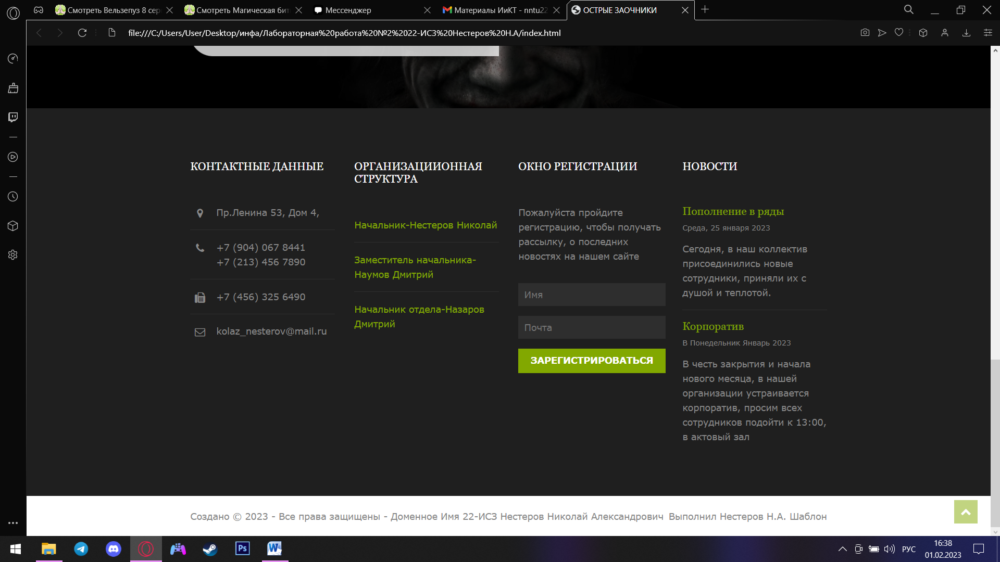 Смотреть Вельзепуз 8 сер
Смотреть Магическая бит
Мессенджер
Материалы ИиКТ - nntu22
ОСТРЫЕ ЗАОЧНИКИ
file:///C:/Users/User/Desktop/инфа/Лабораторная%20работа%20№2%2022-ИСЗ%20Нестеров%20Н.А/index.html
КОНТАКТНЫЕ ДАННЫЕ
Пр.Ленина 53, Дом 4,
+7 (904) 067 8441
+7 (213) 456 7890
+7 (456) 325 6490
kolaz_nesterov@mail.ru
ОРГАНИЗАЦИИОННАЯ
СТРУКТУРА
Начальник-Нестеров Николай
Заместитель начальника-
Наумов Дмитрий
Начальник отдела-Назаров
Дмитрий
ОКНО РЕГИСТРАЦИИ
Пожалуйста пройдите
регистрацию, чтобы получать
рассылку, о последних
новостях на нашем сайте
Имя
Почта
ЗАРЕГИСТРИРОВАТЬСЯ
НОВОСТИ
Пополнение в ряды
Среда, 25 января 2023
Сегодня, в наш коллектив
присоединились новые
сотрудники, приняли их с
душой и теплотой.
Корпоратив
В Понедельник Январь 2023
В честь закрытия и начала
нового месяца, в нашей
организации устраивается
корпоратив, просим всех
сотрудников подойти к 13:00,
в актовый зал
Создано © 2023 - Все права защищены - Доменное Имя 22-ИСЗ Нестеров Николай Александрович Выполнил Нестеров Н.А. Шаблон
Ps
W
РУС
16:38
01.02.2023